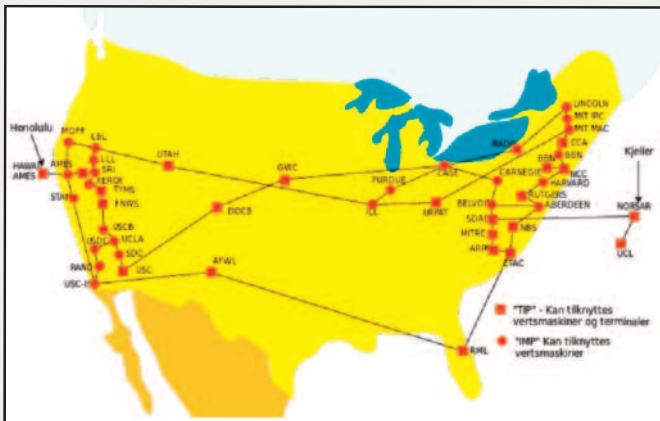 Honolulu
MOFF
LBL
HAWAII
AMES
AMES
LLL
SRI
XEROX
TYMS
FNWS
STAN
UTAH
GWC
DOCB
USCB
UCLA
USDC
SDC
RAND
USC
USC-IS
AFWL
PURDUE
ICL
CASE
RADC
URPAT
CARNEGIE
LINCOLN
MIT IPC
MIT MAC
CCA
BBN
BBN
NCC
HARVARD
RUTGERS
ABERDEEN
BELVOIR
SDAC
NBS
MITRE
ARPA
ETAC
RML
Kjeller
NORSAR
UCL
"TIP" - Kan tilknyttes
vertsmaskiner og terminaler
"IMP" Kan tilknyttes
vertsmaskiner